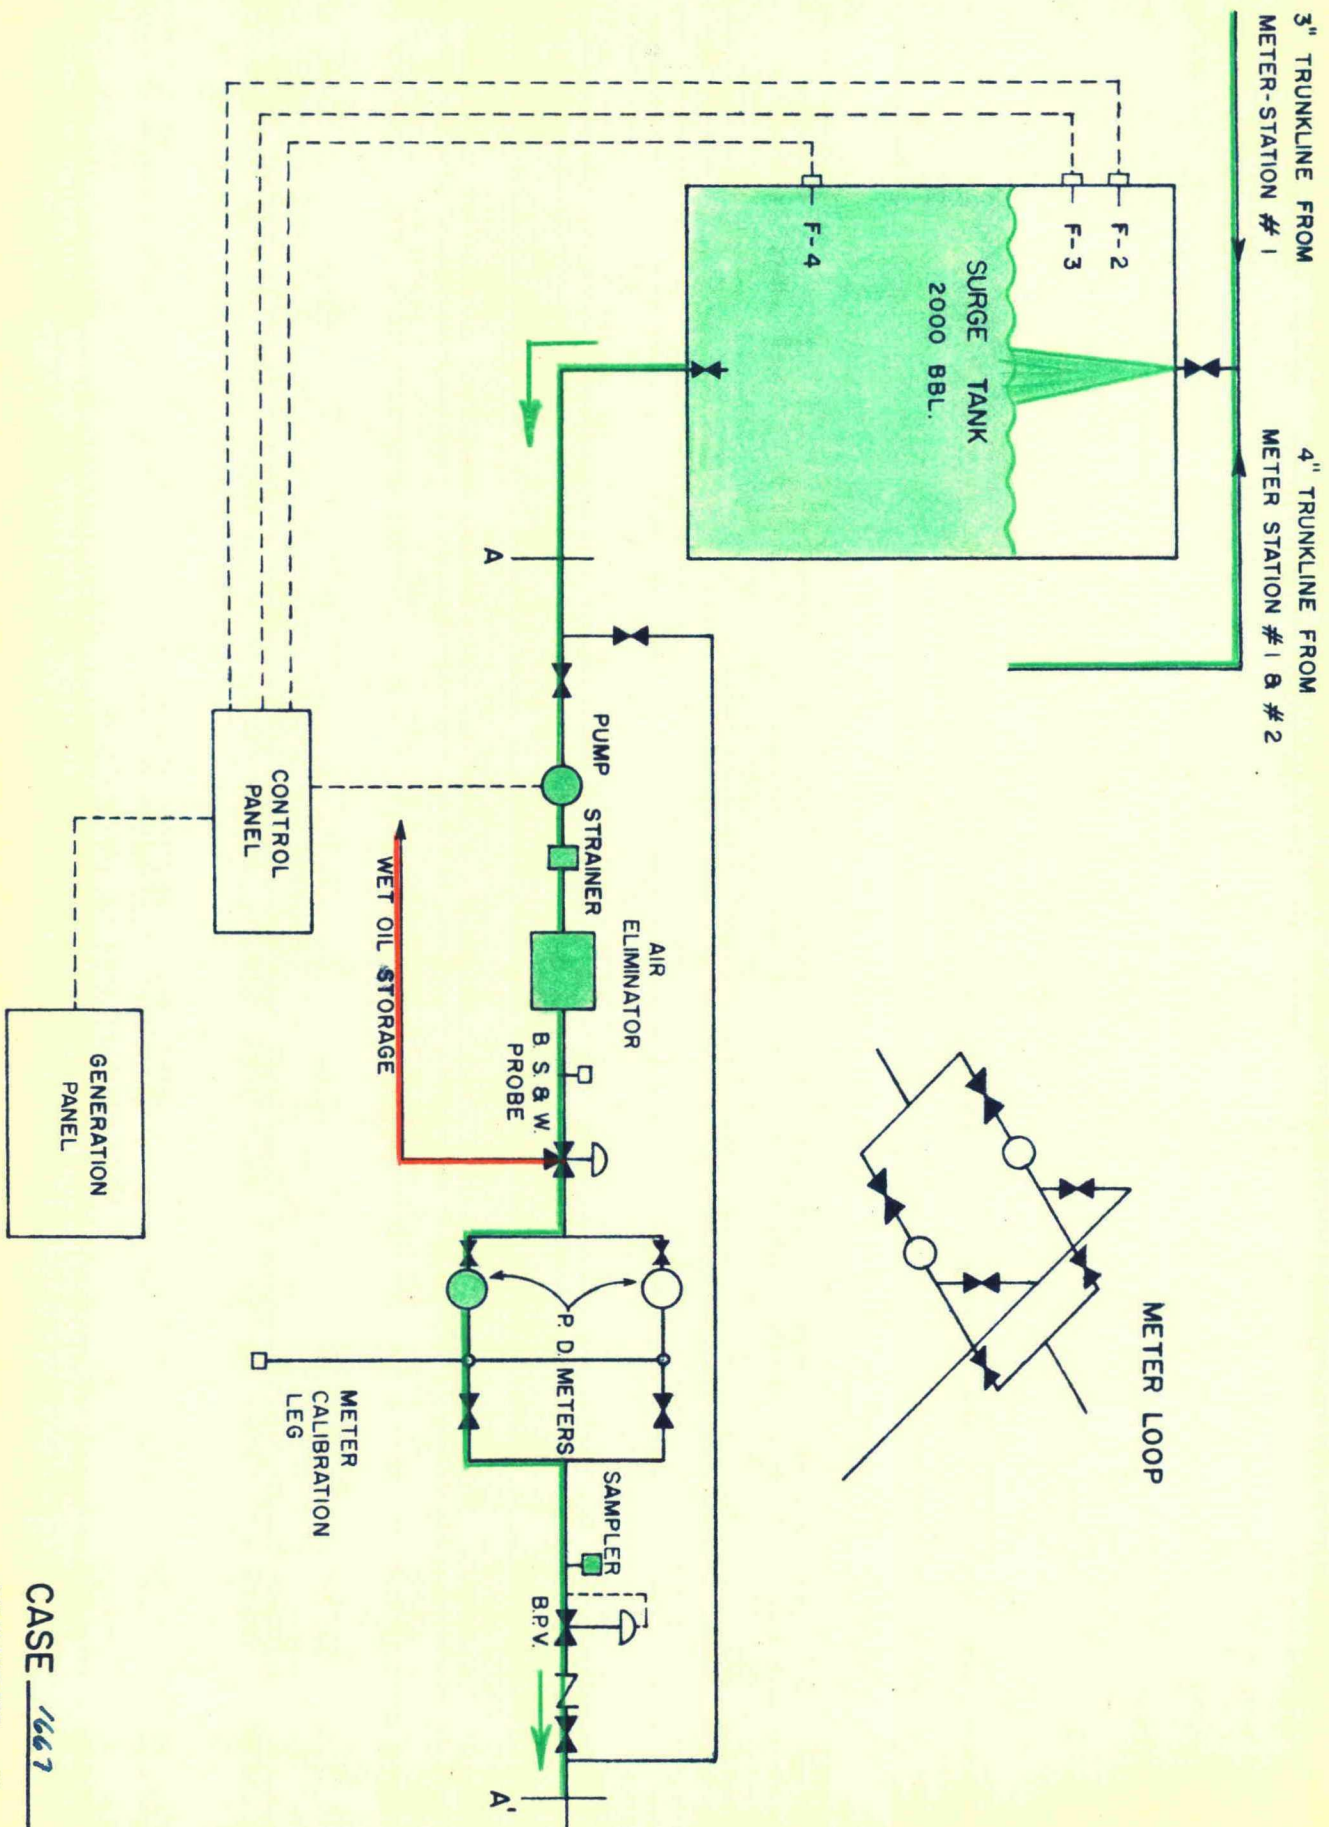 3" TRUNKLINE FROM
METER-STATION # 1
4" TRUNKLINE FROM
METER STATION #1 & #2
F-2
F-3
F-4
SURGE TANK
2000 BBL.
METER LOOP
A
PUMP
STRAINER
AIR
ELIMINATOR
B. S. & W.
PROBE
WET OIL STORAGE
CONTROL
PANEL
GENERATION
PANEL
P. D. METERS
METER
CALIBRATION
LEG
SAMPLER
B.P.V.
A'
CASE 1667